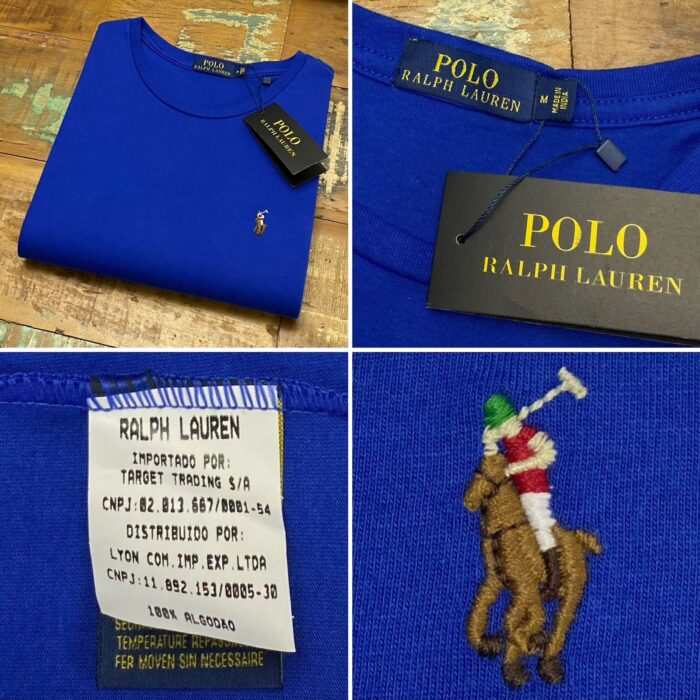 POLO
RALPH LAUREN
POLO
RALPH LAUREN
POLO
RALPH LAUREN
M
MADE IN
INDIA
POLO
RALPH LAUREN
RALPH LAUREN
IMPORTADO POR:
TARGET TRADING S/A
CNPJ:02.013.667/0001-54
DISTRIBUIDO POR:
LYON COM.IMP.EXP.LTDA
CNPJ:11.892.153/0005-30
100% ALGODAO
TEMPERATURE
FER MOYEN SIN NECESSAIRE